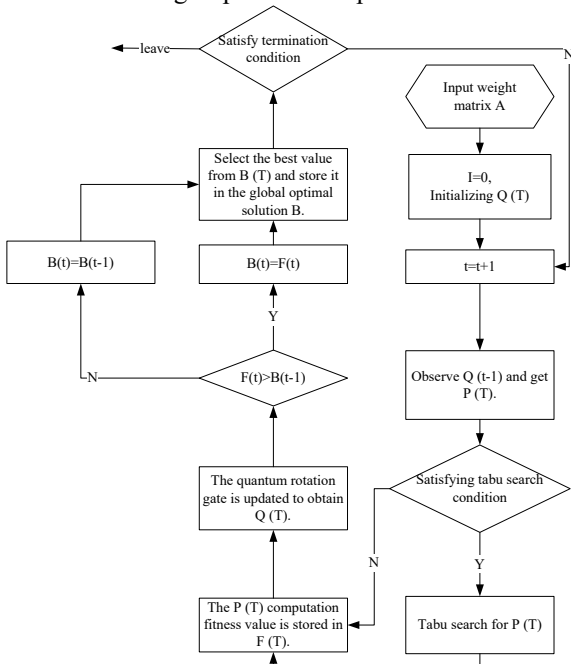 Satisfy termination
condition
leave
N
Input weight
matrix A
Select the best value
from B (T) and store it
in the global optimal
solution B.
I=0,
Initializing Q (T)
B(t)=B(t-1)
B(t)=F(t)
t=t+1
Y
F(t)>B(t-1)
N
Observe Q (t-1) and get
P (T).
The quantum rotation
gate is updated to obtain
Q (T).
Satisfying tabu search
condition
N
Y
The P (T) computation
fitness value is stored in
F (T).
Tabu search for P (T)